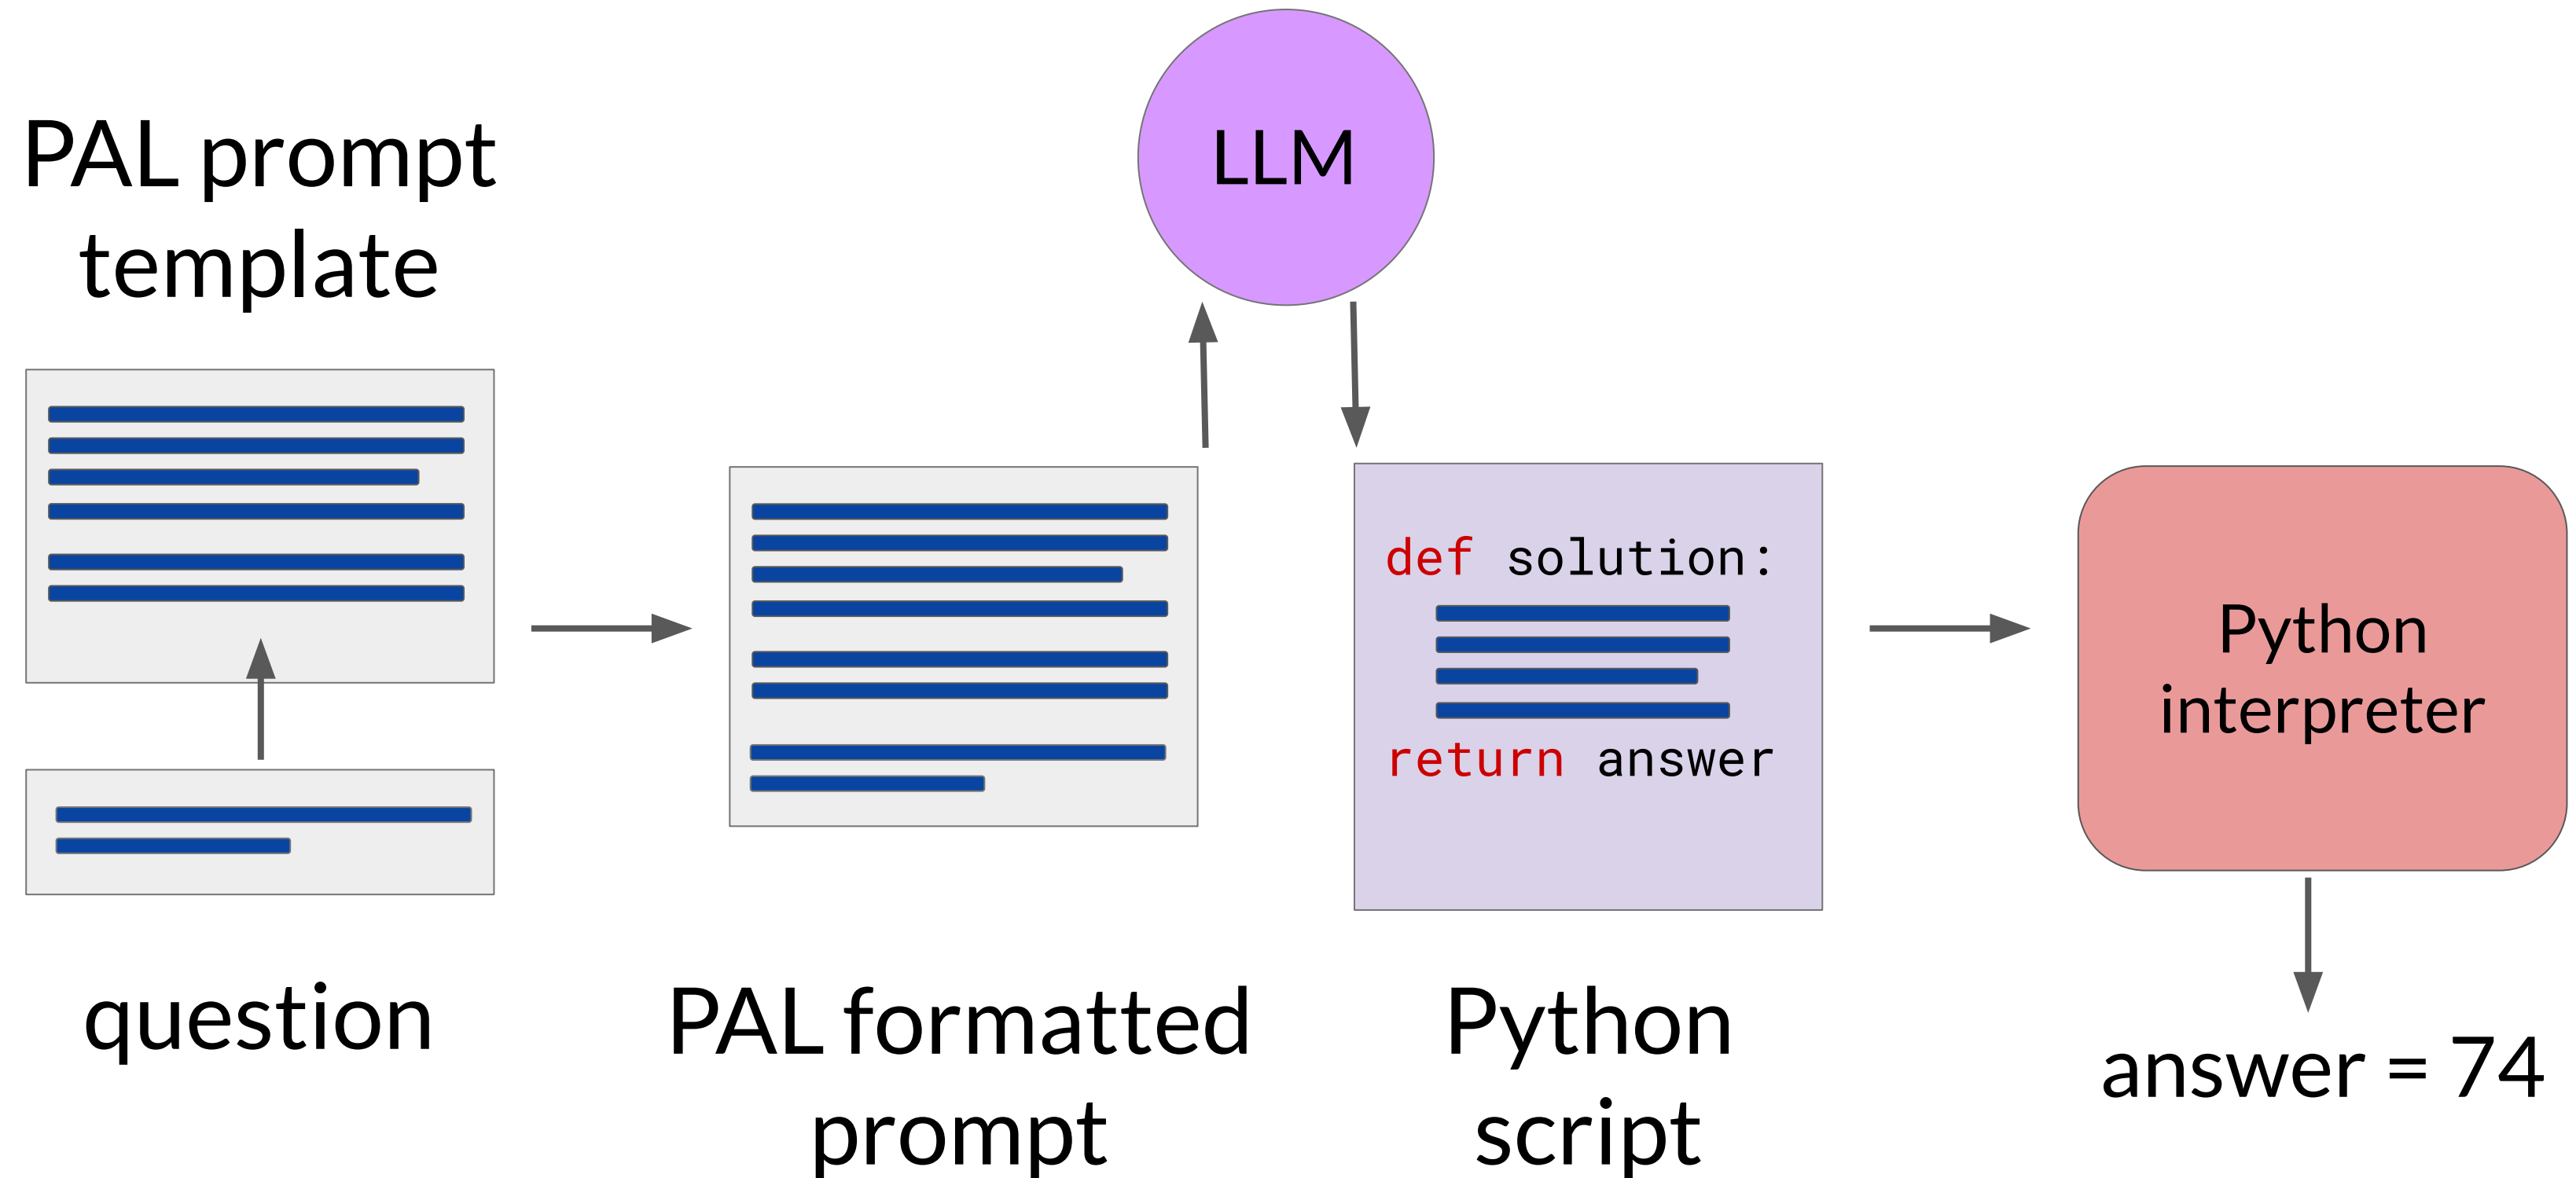 PAL prompt
template
question
PAL formatted
prompt
LLM
def solution:
return answer
Python
script
Python
interpreter
answer = 74